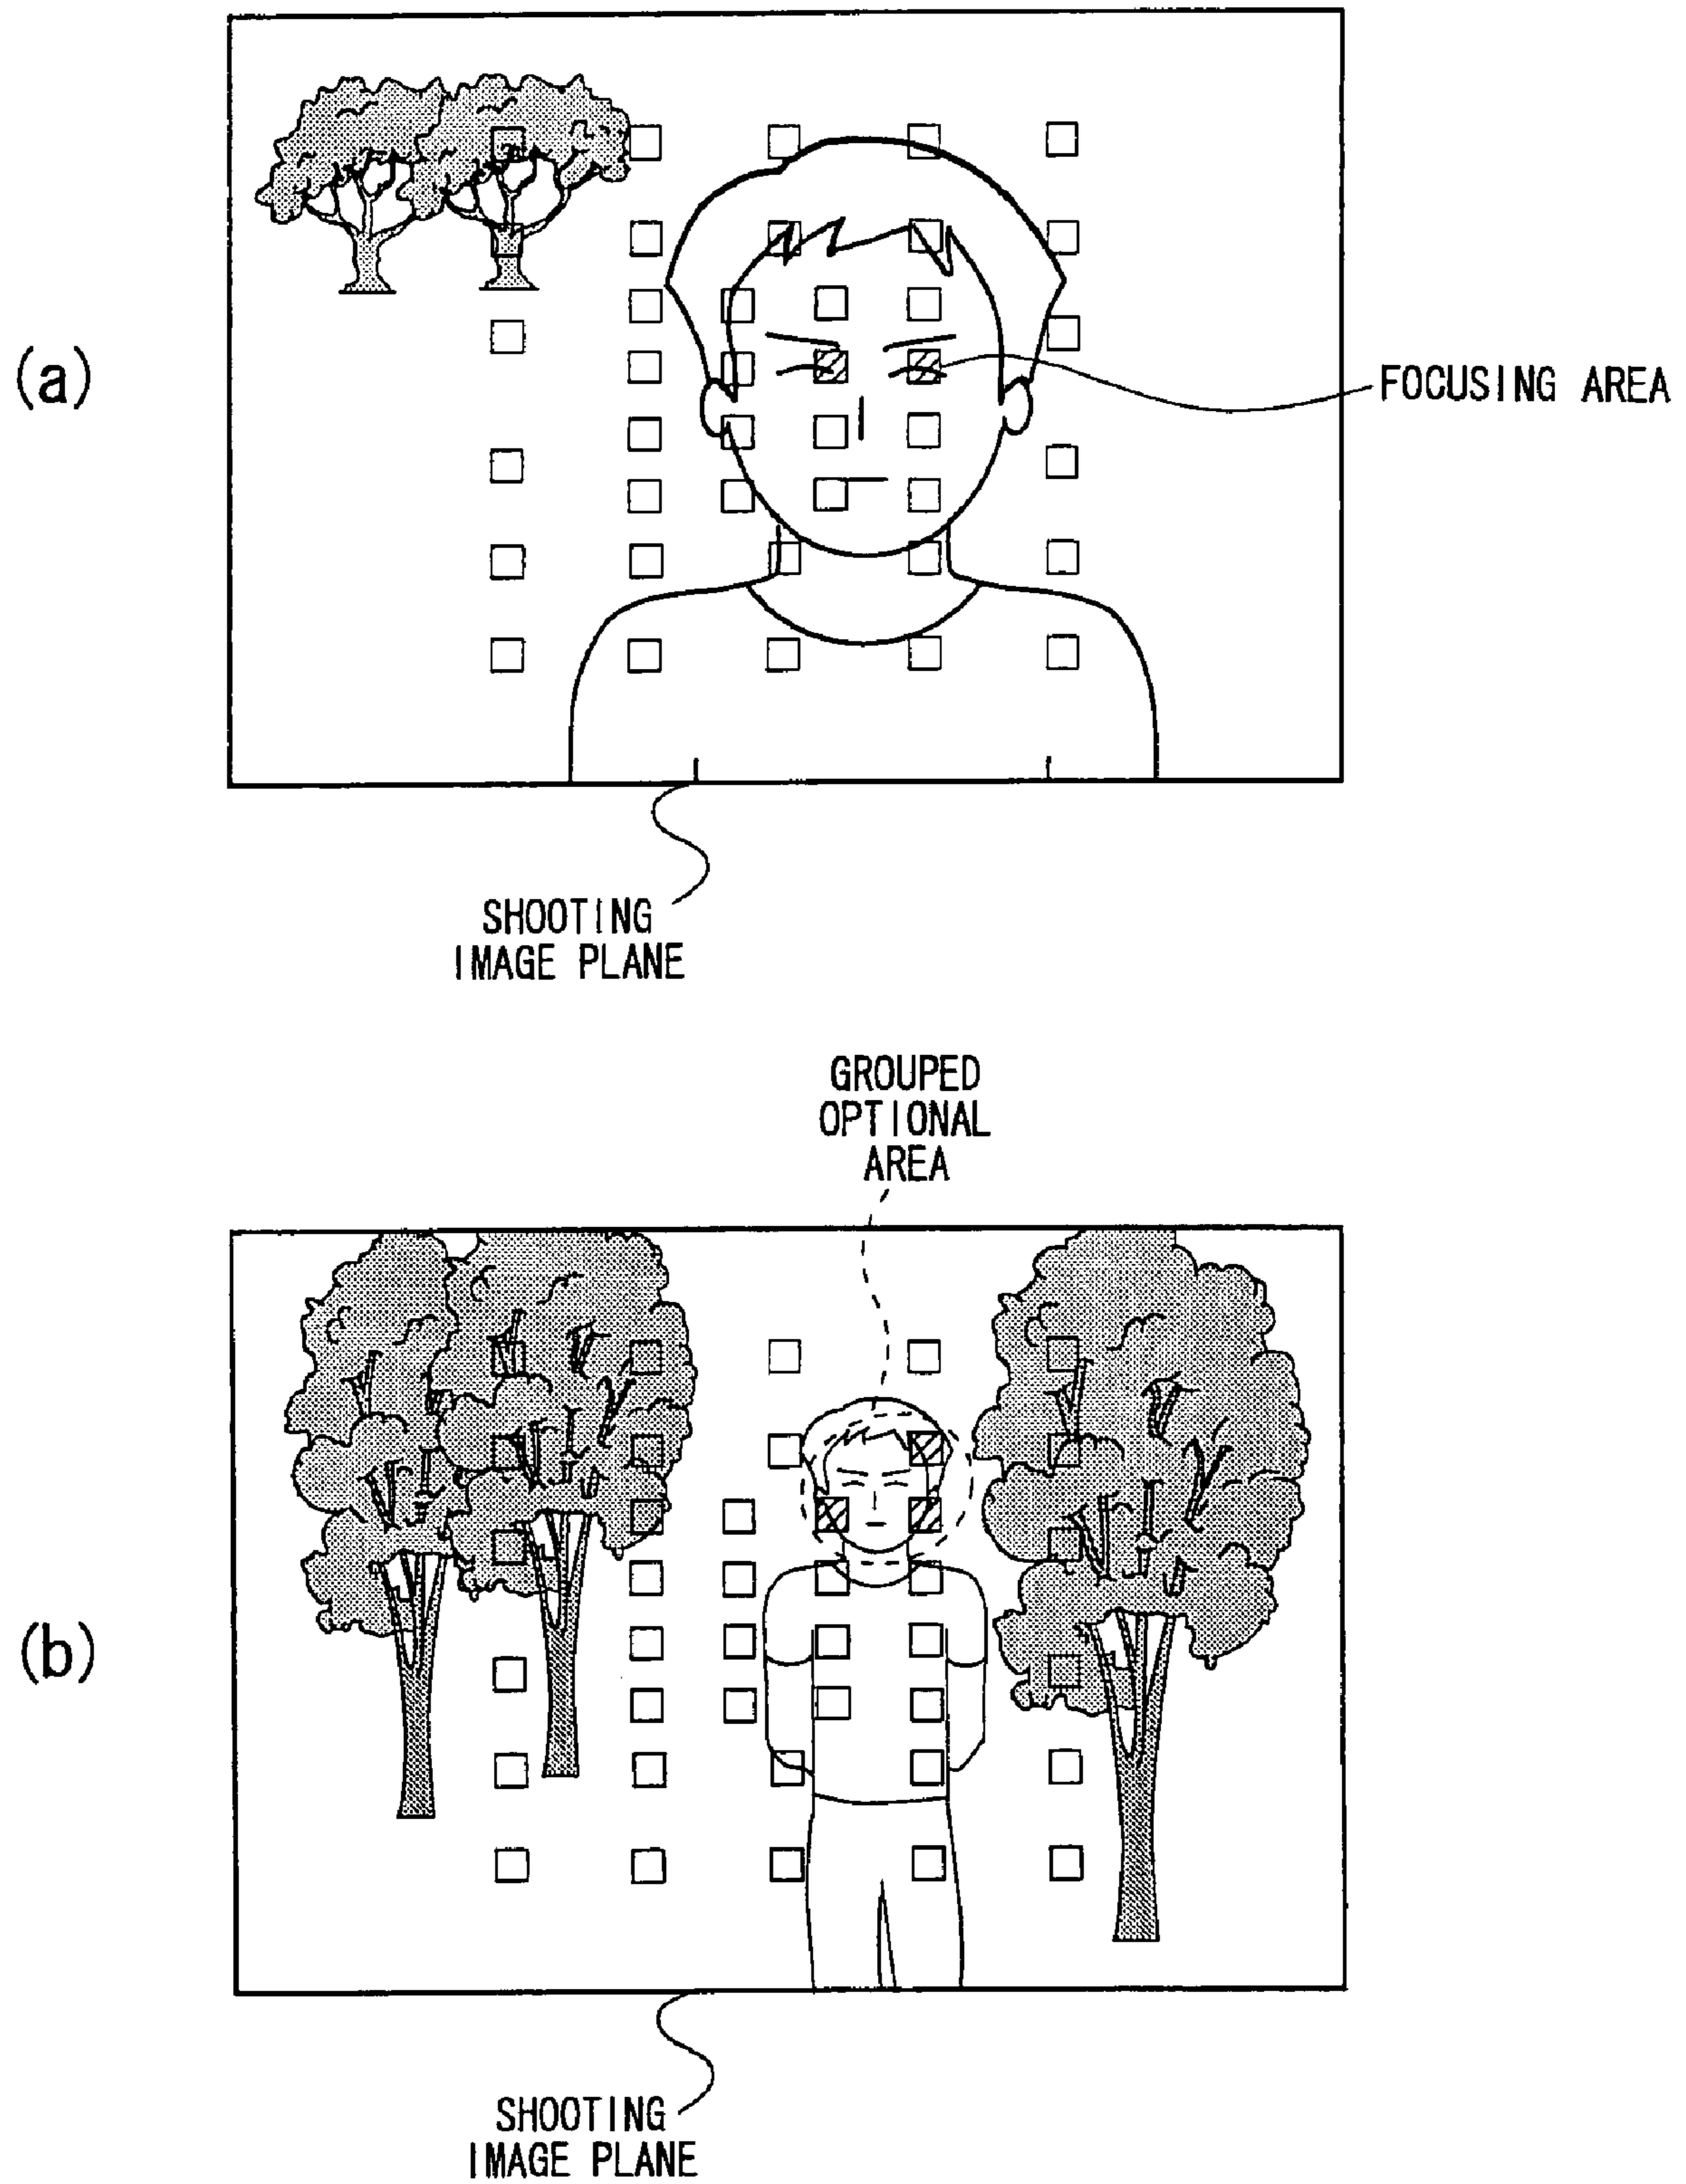 (a)
FOCUSING AREA
SHOOTING
IMAGE PLANE
GROUPED
OPTIONAL
AREA
(b)
SHOOTING
IMAGE PLANE